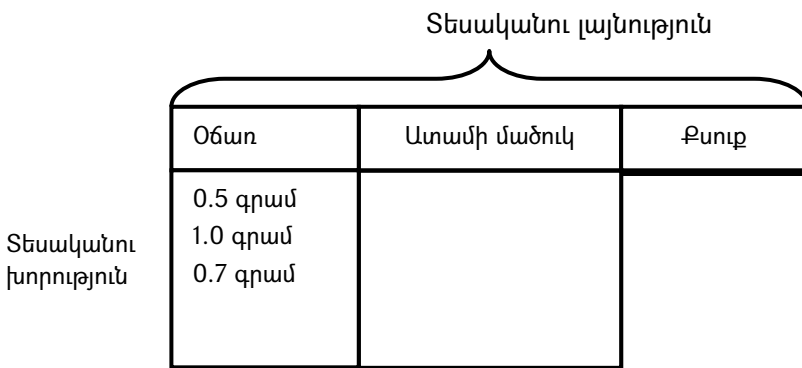 Տեսականու լայնություն
Օճառ Ատամի մածուկ Քսուք
0.5 գրամ
1.0 գրամ
0.7 գրամ
Տեսականու
խորություն